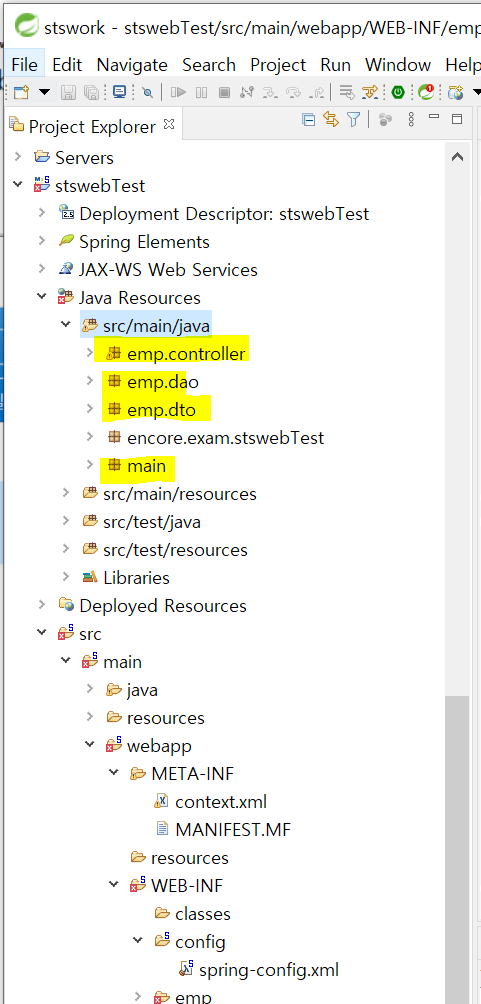 stswork - stswebTest/src/main/webapp/WEB-INF/emp
File Edit Navigate Search Project Run Window Help
Project Explorer
Servers
stswebTest
Deployment Descriptor: stswebTest
Spring Elements
JAX-WS Web Services
Java Resources
src/main/java
emp.controller
emp.dao
emp.dto
encore.exam.stswebTest
main
src/main/resources
src/test/java
src/test/resources
Libraries
Deployed Resources
src
main
java
resources
webapp
META-INF
context.xml
MANIFEST.MF
resources
WEB-INF
classes
config
spring-config.xml
emp